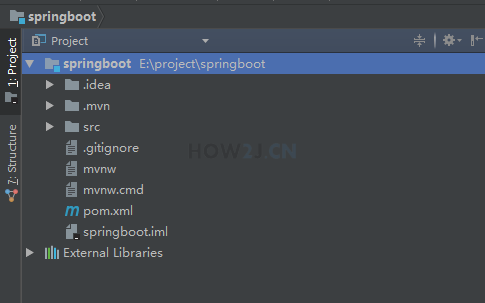 springboot
Project
1: Project
springboot E:\project\springboot
.idea
.mvn
src
.gitignore
HOW2J.CN
mvnw
mvnw.cmd
7: Structure
pom.xml
springboot.iml
External Libraries